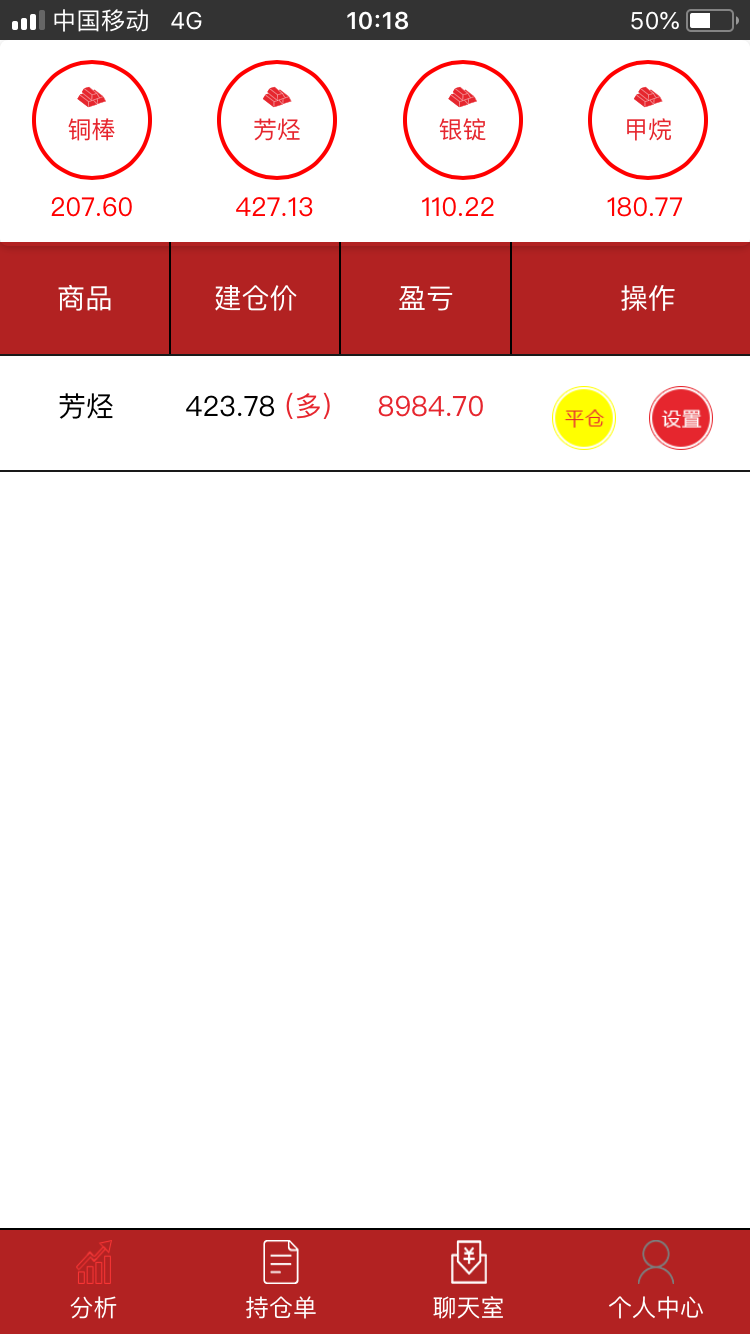 中国移动 4G 10:18 50%
铜棒 芳烃 银锭 甲烷
207.60 427.13 110.22 180.77
商品 建仓价 盈亏 操作
芳烃 423.78 (多) 8984.70 平仓 设置
分析 持仓单 聊天室 个人中心